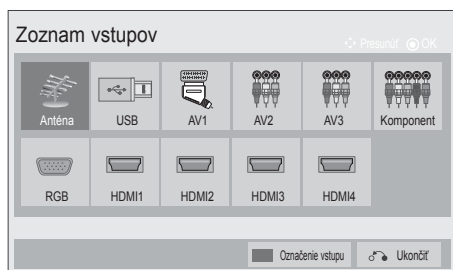 Zoznam vstupov
Presunúť OK
Anténa USB AV1 AV2 AV3 Komponent
RGB HDMI1 HDMI2 HDMI3 HDMI4
Označenie vstupu Ukončiť